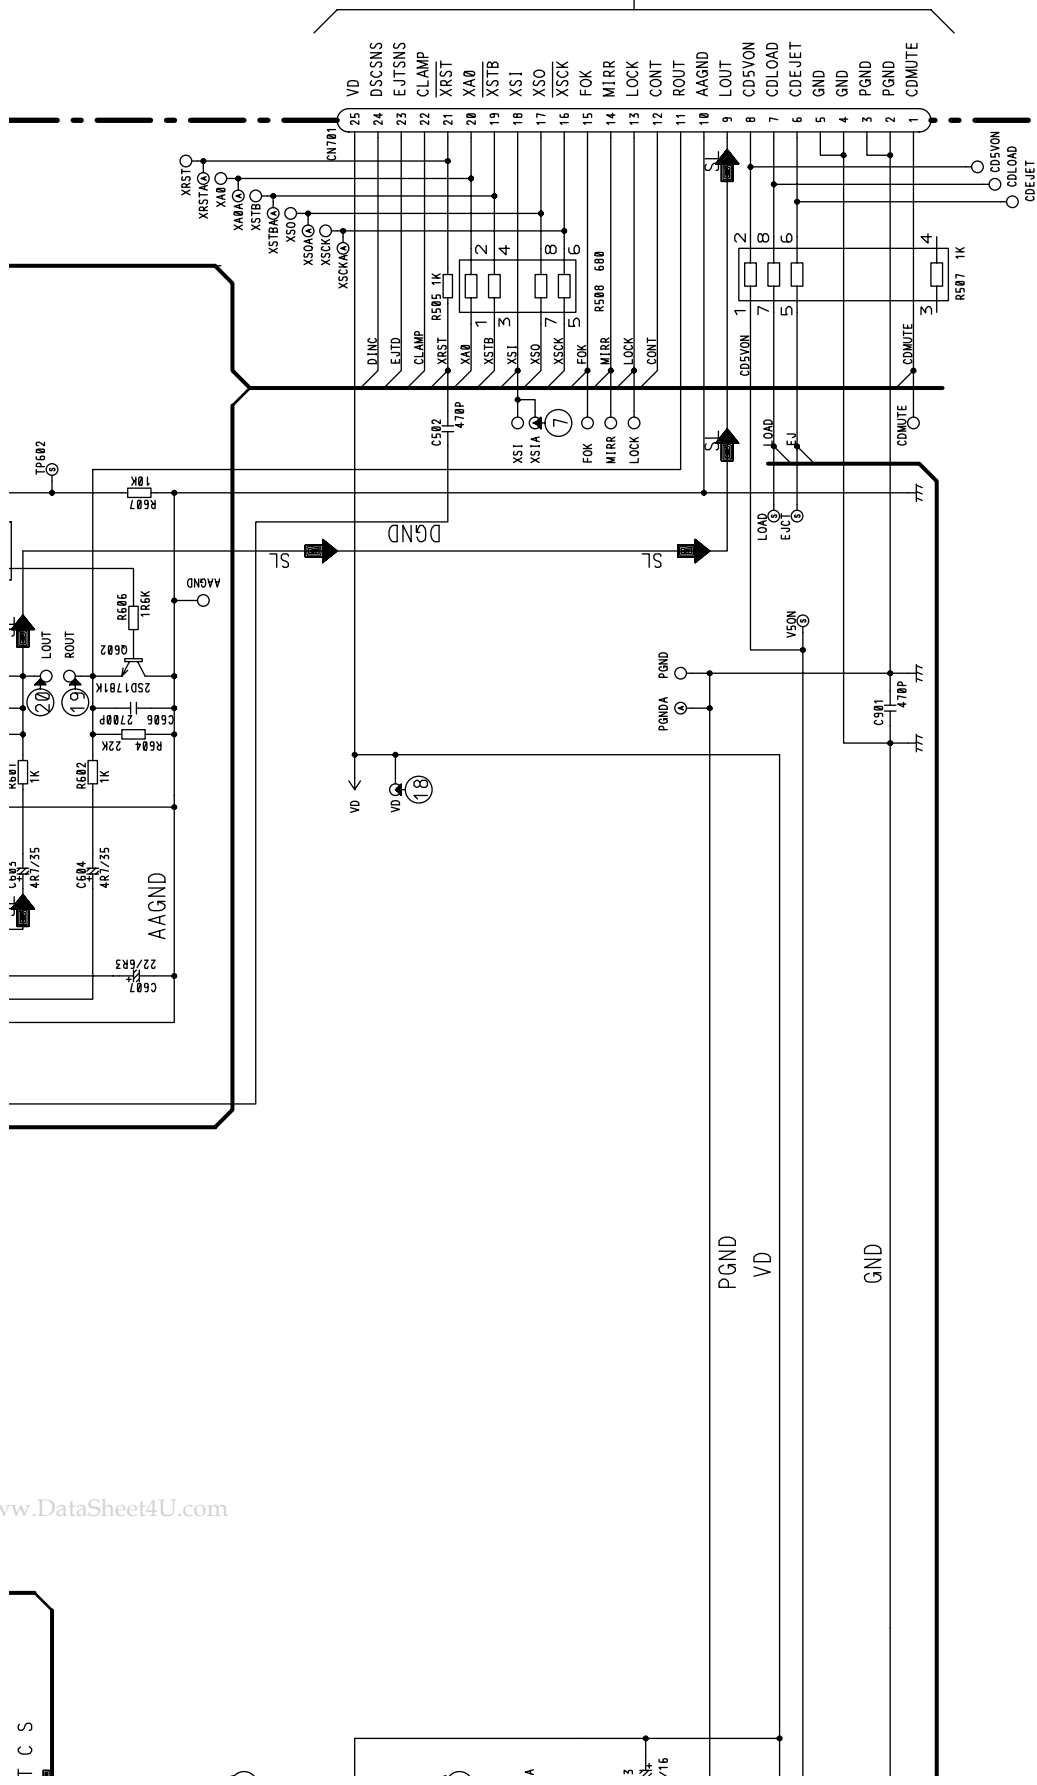 VD
DSCSNS
EJTSNS
CLAMP
XRST
XA0
XSTB
XSI
XSO
XSCK
FOK
MIRR
LOCK
CONT
ROUT
AAGND
LOUT
CD5VON
CDLOAD
CDEJET
GND
GND
PGND
PGND
CDMUTE
CN701
25
24
23
22
21
20
19
18
17
16
15
14
13
12
11
10
9
8
7
6
5
4
3
2
1
XRST
XRSTA
A
XA0
XA0A
A
XSTB
XSTBA
A
XSO
XSOA
A
XSCK
XSCKA
A
CD5VON
CDLOAD
CDEJET
R505 1K
2
4
8
6
1
3
7
5
R508 680
2
8
6
4
1
7
5
3
R507 1K
DINC
EJTD
CLAMP
XRST
XA0
XSTB
XSI
XSO
XSCK
FOK
MIRR
LOCK
CONT
CD5VON
CDMUTE
C502
470P
XSI
XSIA
7
FOK
MIRR
LOCK
SL
SL
LOAD
EJ
CDMUTE
TP602
S
10K
R607
DGND
SL
SL
LOAD
S
EJCT
S
AAGND
R606
1R6K
Q602
2SD1781K
LOUT
ROUT
20
19
2700P
C606
22K
R604
R601
1K
R602
1K
V5ON
S
PGND
PGNDA
A
C901
470P
VD
VD
18
C603
4R7/35
C604
4R7/35
AAGND
22/6R3
C607
PGND
VD
GND
ww.DataSheet4U.com
T C S
A
3
/16